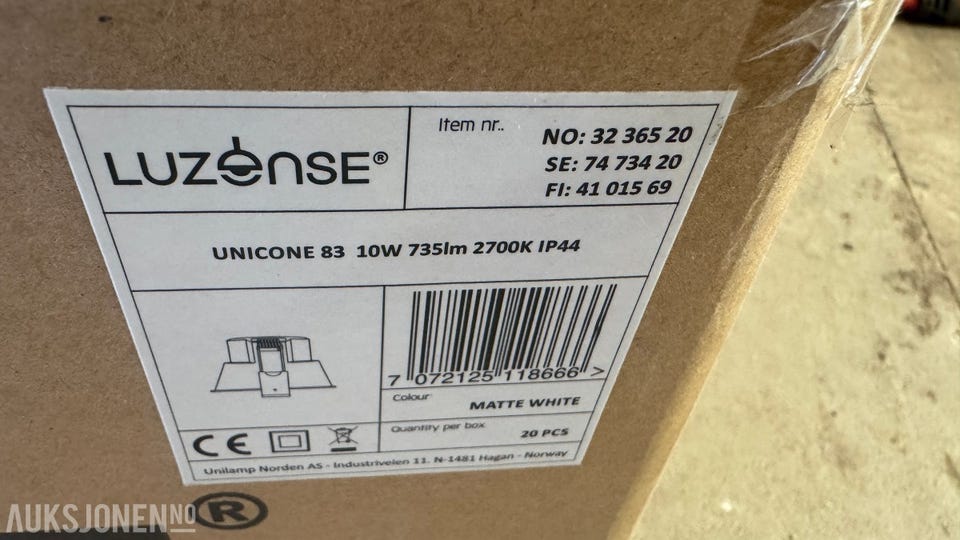 LUZENSE®
Item nr..
NO: 32 365 20
SE: 74 734 20
FI: 41 015 69
UNICONE 83 10W 735lm 2700K IP44
7 072125 118666 >
Colour
MATTE WHITE
Quantity per box
20 PCS
CE
Unilamp Norden AS - Industriveien 11. N-1481 Hagan - Norway
®
AUKSJONEN.NO